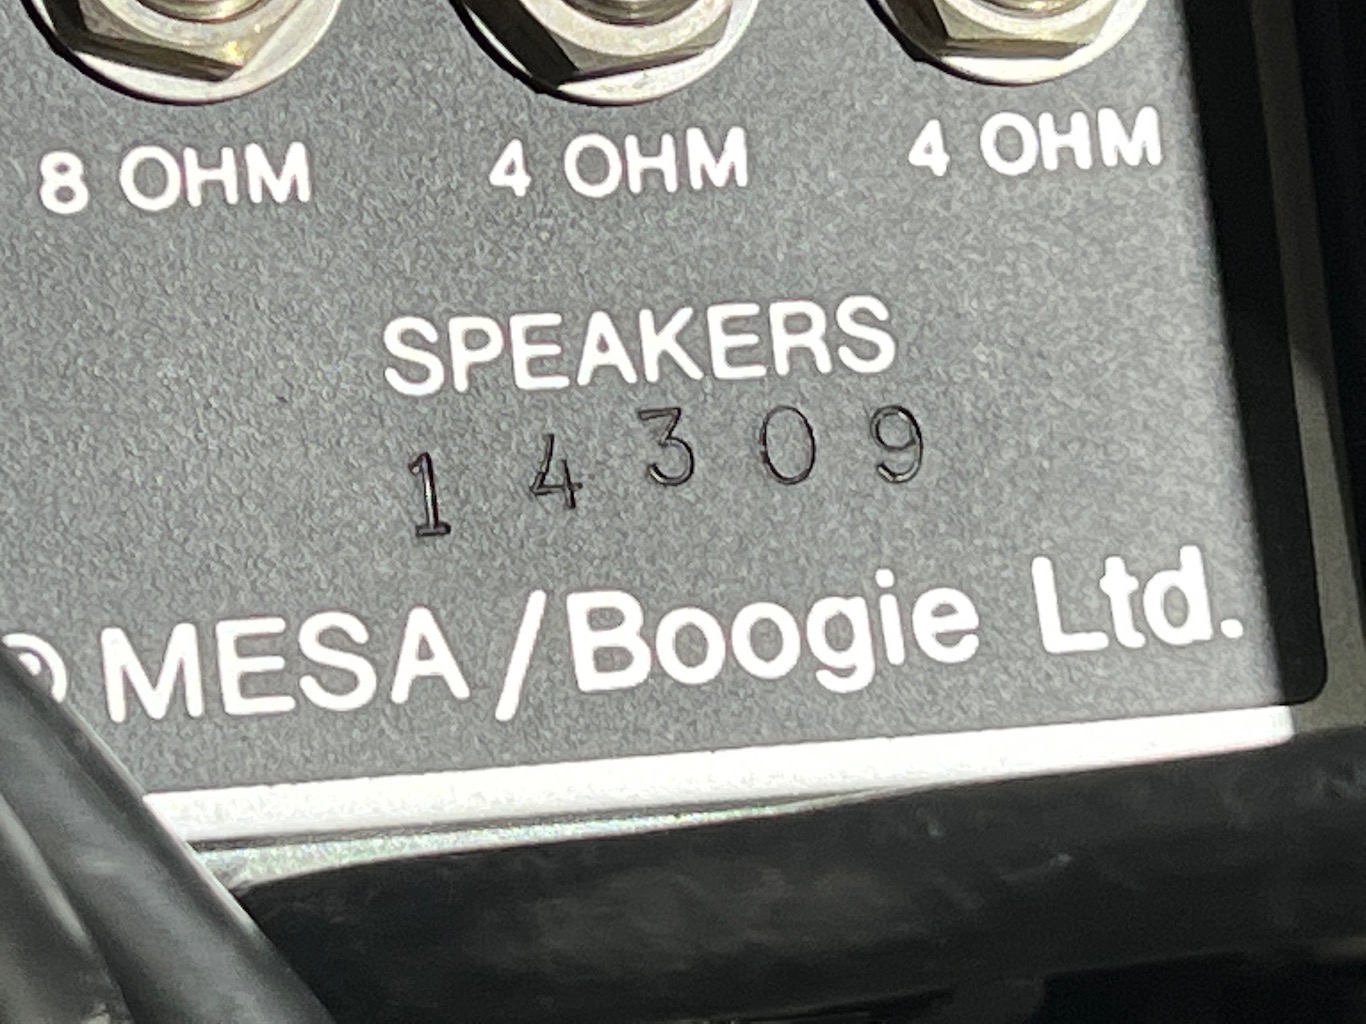 8 OHM 4 OHM 4 OHM
SPEAKERS
14309
MESA/Boogie Ltd.